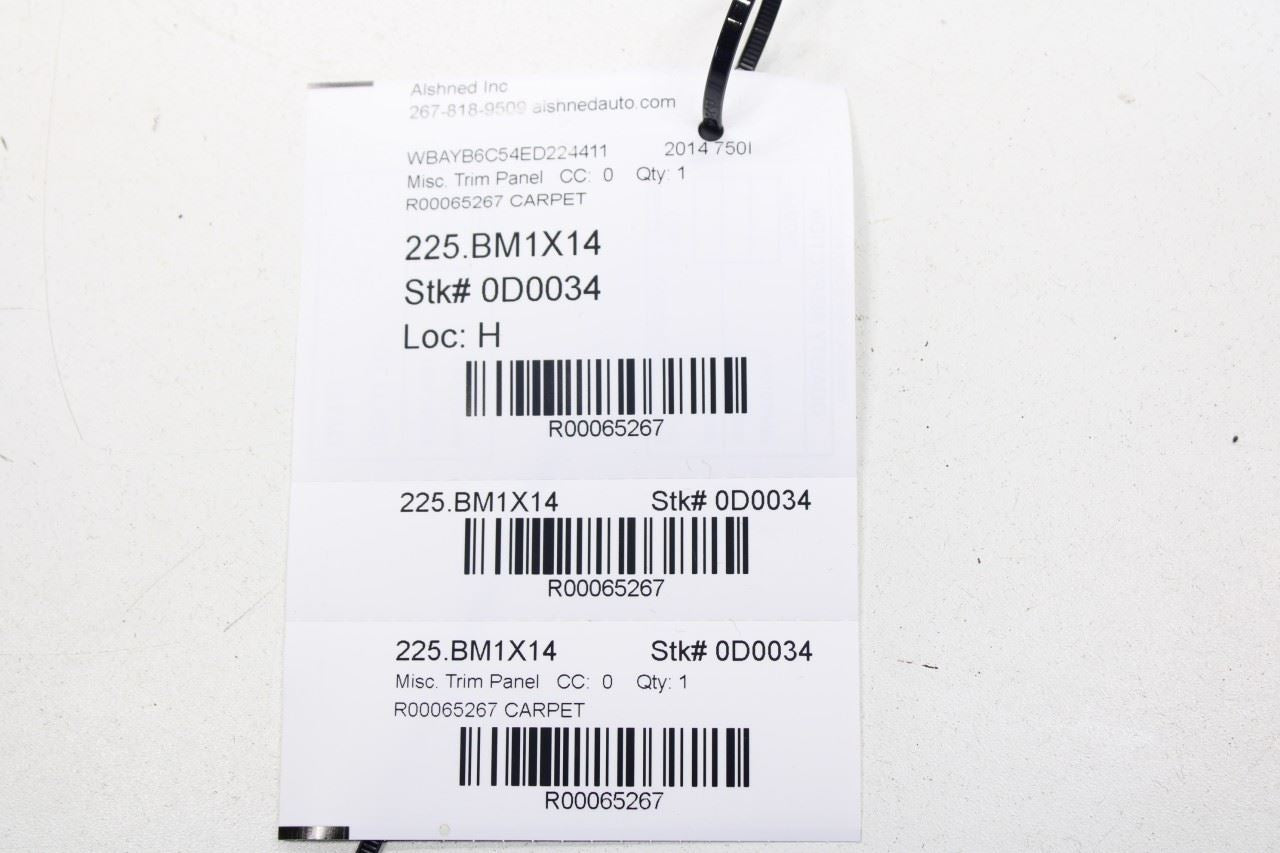 Alshned Inc
267-818-9509 alshnedauto.com
WBAYB6C54ED224411 2014 750I
Misc. Trim Panel CC: 0 Qty: 1
R00065267 CARPET
225.BM1X14
Stk# 0D0034
Loc: H
R00065267
225.BM1X14 Stk# 0D0034
R00065267
225.BM1X14 Stk# 0D0034
Misc. Trim Panel CC: 0 Qty: 1
R00065267 CARPET
R00065267